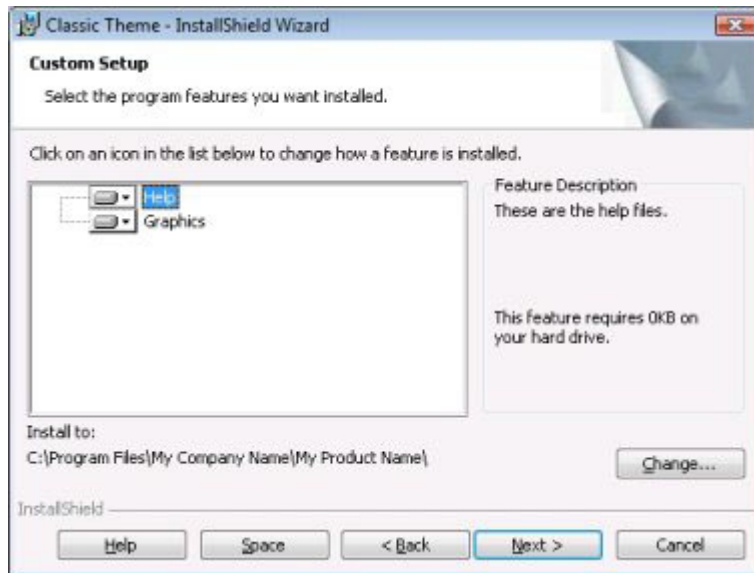 Classic Theme - InstallShield Wizard
Custom Setup
Select the program features you want installed.
Click on an icon in the list below to change how a feature is installed.
Help
Graphics
Feature Description
These are the help files.
This feature requires 0KB on
your hard drive.
Install to:
C:\Program Files\My Company Name\My Product Name\
Change...
InstallShield
Help
Space
< Back
Next >
Cancel